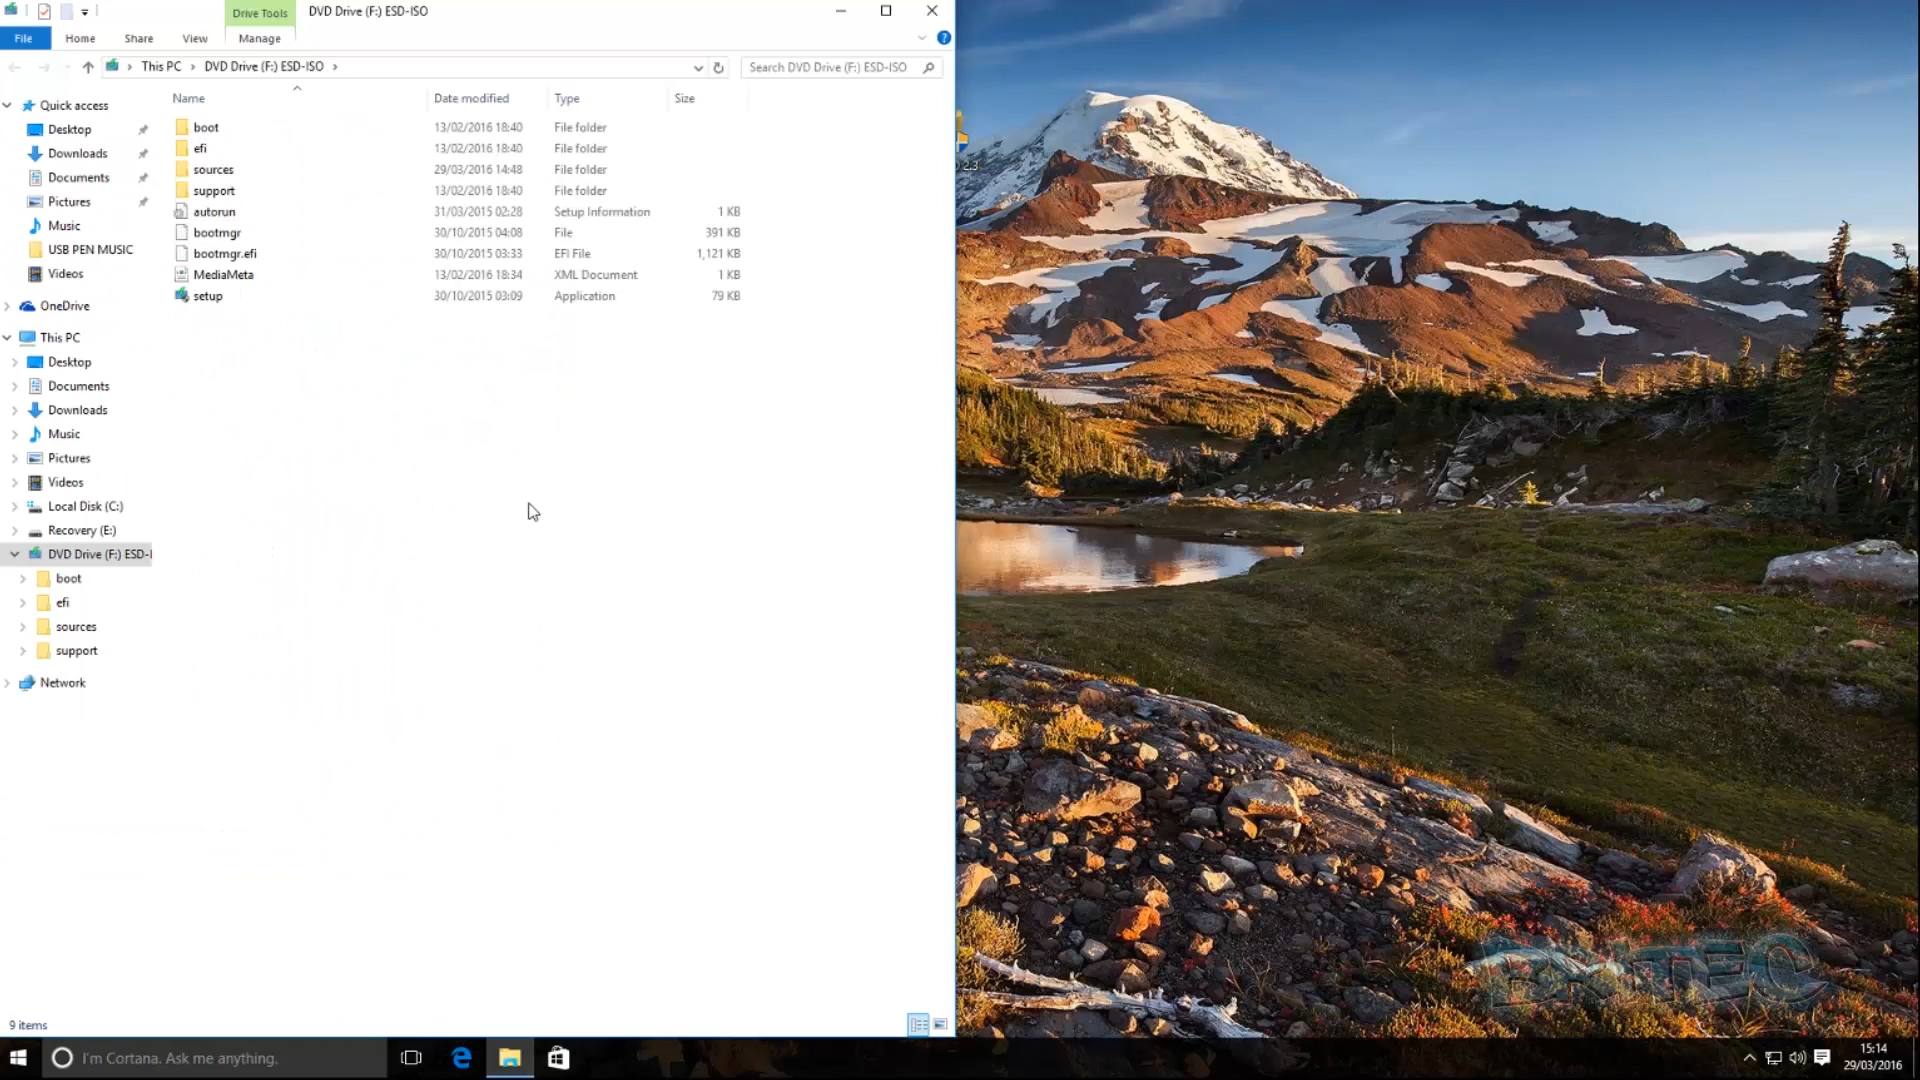 Drive Tools
DVD Drive (F:) ESD-ISO
File
Home
Share
View
Manage
This PC
DVD Drive (F:) ESD-ISO
Search DVD Drive (F:) ESD-ISO
Name
Date modified
Type
Size
boot 13/02/2016 18:40 File folder
efi 13/02/2016 18:40 File folder
sources 29/03/2016 14:48 File folder
support 13/02/2016 18:40 File folder
autorun 31/03/2015 02:28 Setup Information 1 KB
bootmgr 30/10/2015 04:08 File 391 KB
bootmgr.efi 30/10/2015 03:33 EFI File 1,121 KB
MediaMeta 13/02/2016 18:34 XML Document 1 KB
setup 30/10/2015 03:09 Application 79 KB
Quick access
Desktop
Downloads
Documents
Pictures
Music
USB PEN MUSIC
Videos
OneDrive
This PC
Desktop
Documents
Downloads
Music
Pictures
Videos
Local Disk (C:)
Recovery (E:)
DVD Drive (F:) ESD-I
boot
efi
sources
support
Network
9 items
BRITEC
I'm Cortana. Ask me anything.
15:14
29/03/2016